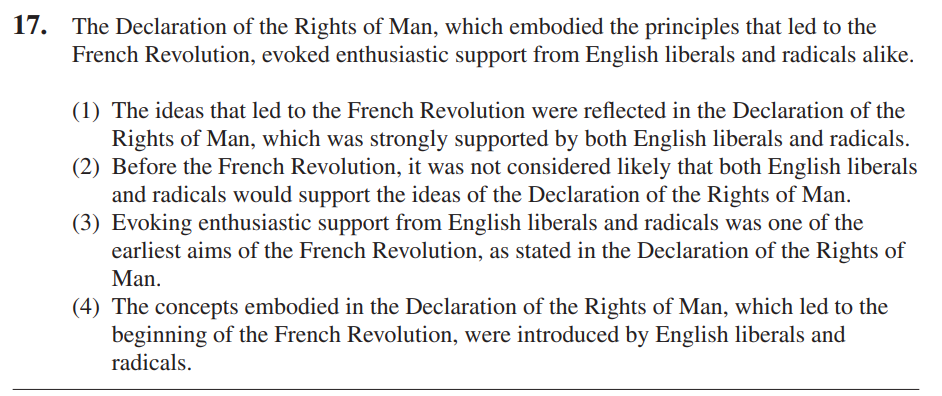 17. The Declaration of the Rights of Man, which embodied the principles that led to the
French Revolution, evoked enthusiastic support from English liberals and radicals alike.
(1) The ideas that led to the French Revolution were reflected in the Declaration of the
Rights of Man, which was strongly supported by both English liberals and radicals.
(2) Before the French Revolution, it was not considered likely that both English liberals
and radicals would support the ideas of the Declaration of the Rights of Man.
(3) Evoking enthusiastic support from English liberals and radicals was one of the
earliest aims of the French Revolution, as stated in the Declaration of the Rights of
Man.
(4) The concepts embodied in the Declaration of the Rights of Man, which led to the
beginning of the French Revolution, were introduced by English liberals and
radicals.